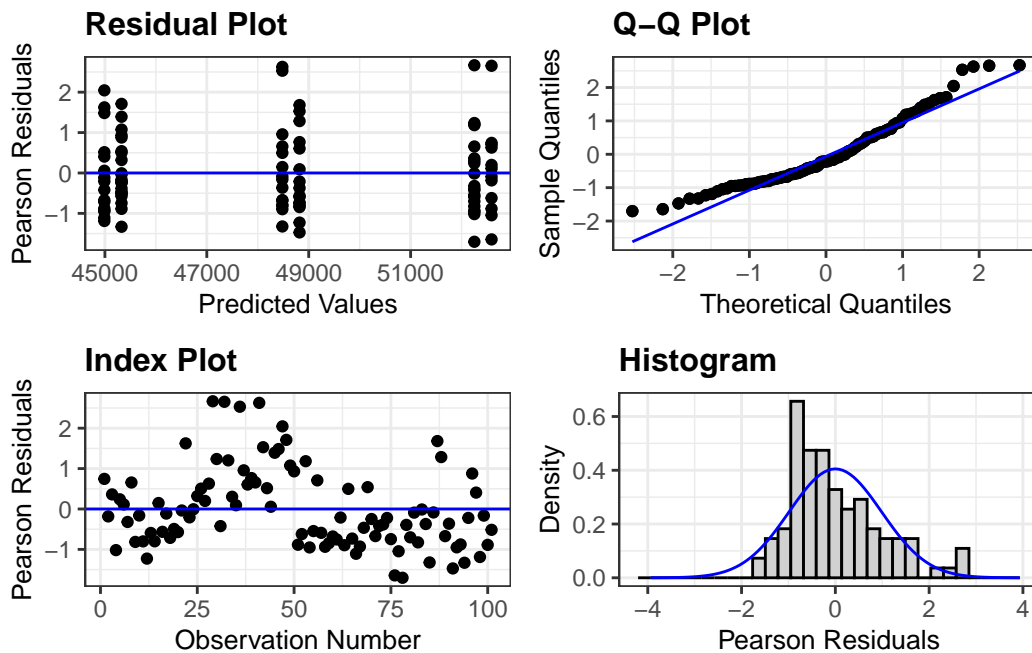 Residual Plot
Pearson Residuals
2
1
0
−1
45000 47000 49000 51000
Predicted Values
Q−Q Plot
Sample Quantiles
2
1
0
−1
−2
−2 −1 0 1 2
Theoretical Quantiles
Index Plot
Pearson Residuals
2
1
0
−1
0 25 50 75 100
Observation Number
Histogram
Density
0.6
0.4
0.2
0.0
−4 −2 0 2 4
Pearson Residuals